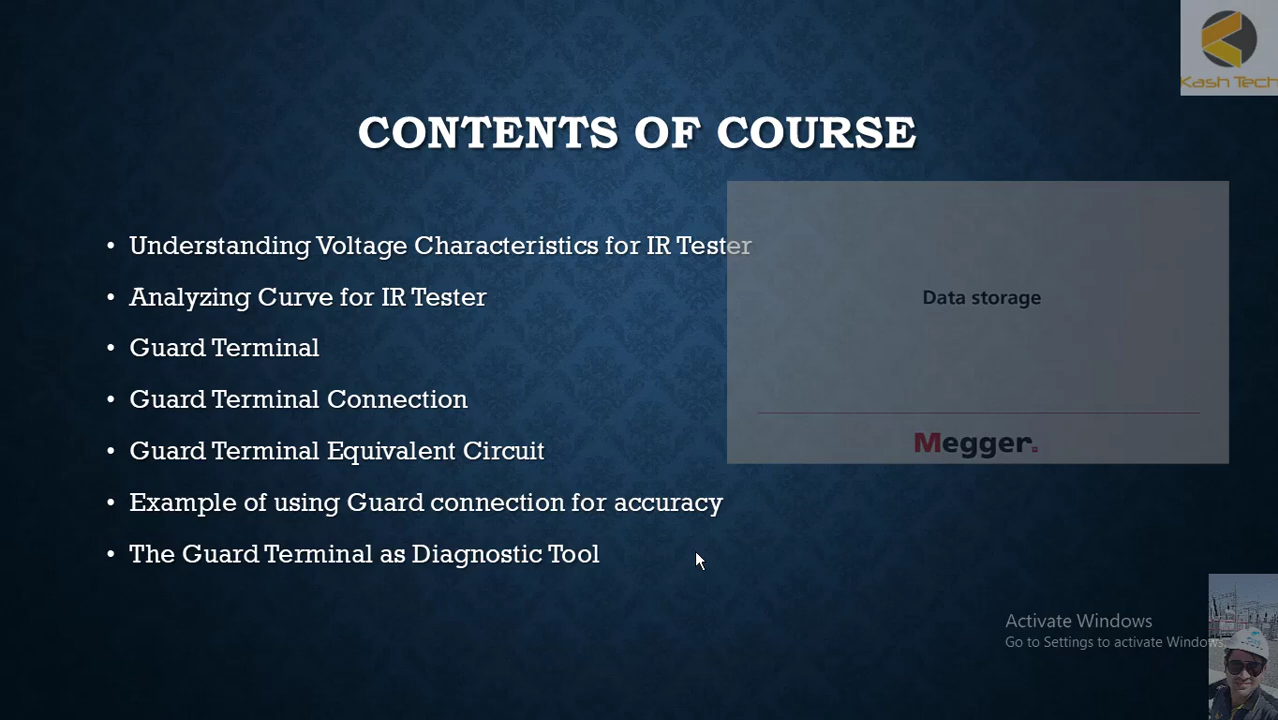 Kash Tech
CONTENTS OF COURSE
• Understanding Voltage Characteristics for IR Tester
• Analyzing Curve for IR Tester
• Guard Terminal
• Guard Terminal Connection
• Guard Terminal Equivalent Circuit
• Example of using Guard connection for accuracy
• The Guard Terminal as Diagnostic Tool
Data storage
Megger.
Activate Windows
Go to Settings to activate Windows.